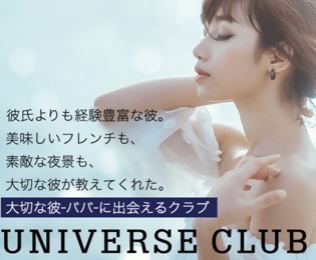 彼氏よりも経験豊富な彼。
美味しいフレンチも、
素敵な夜景も、
大切な彼が教えてくれた。
大切な彼-パパ-に出会えるクラブ
UNIVERSE CLUB